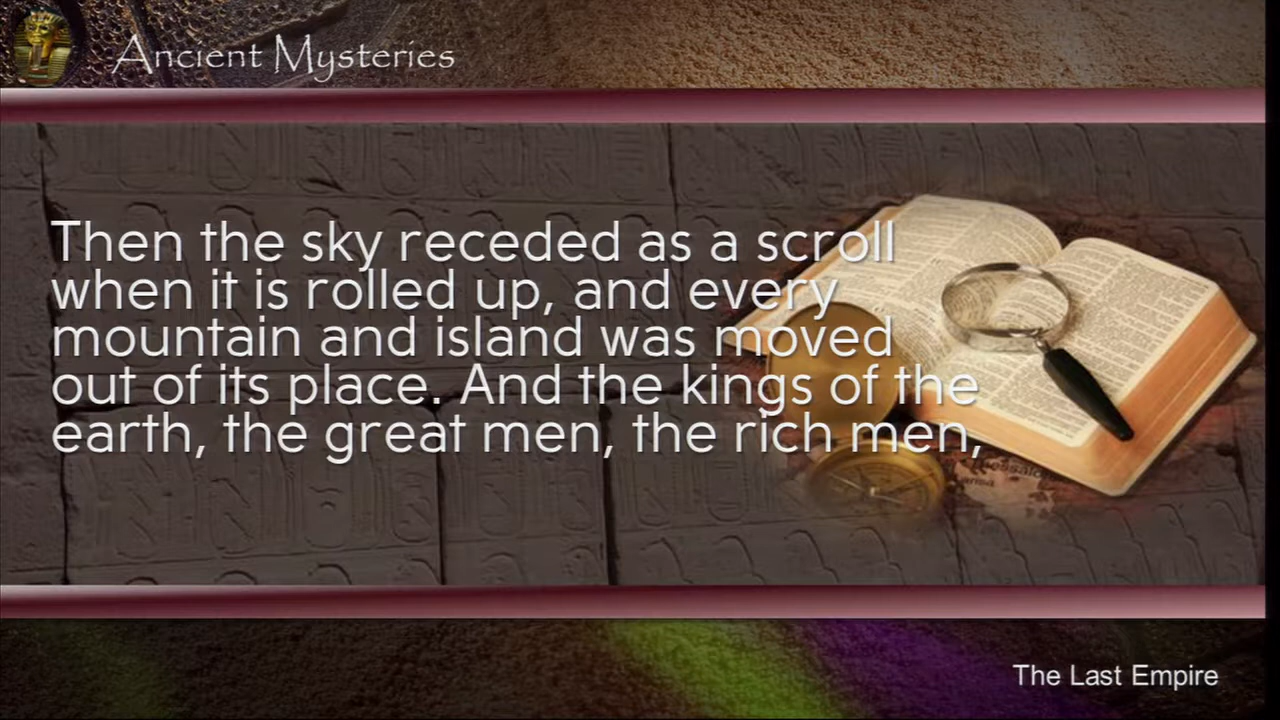 Ancient Mysteries
Then the sky receded as a scroll
when it is rolled up, and every
mountain and island was moved
out of its place. And the kings of the
earth, the great men, the rich men,
The Last Empire